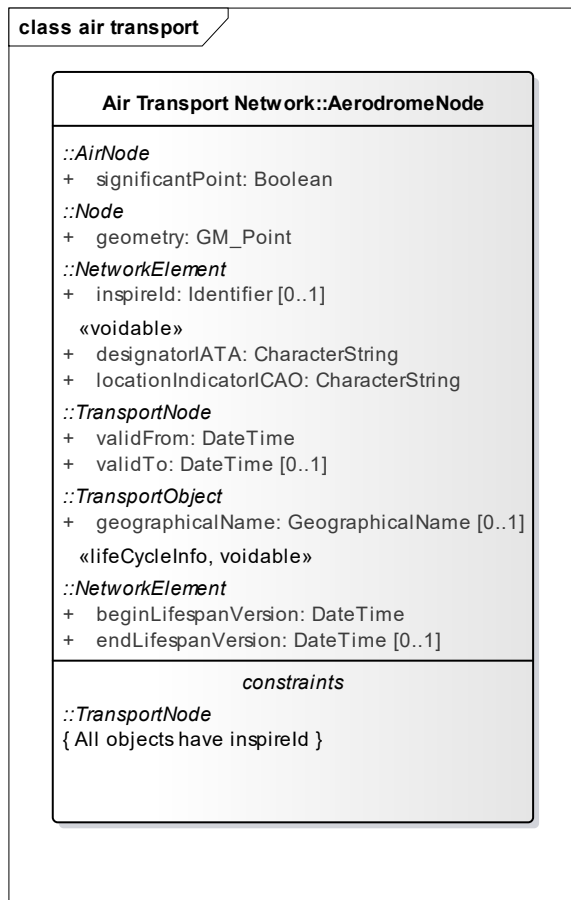 class air transport
Air Transport Network::AerodromeNode
::AirNode
+ significantPoint: Boolean
::Node
+ geometry: GM_Point
::NetworkElement
+ inspireId: Identifier [0..1]
«voidable»
+ designatorIATA: CharacterString
+ locationIndicatorICAO: CharacterString
::TransportNode
+ validFrom: DateTime
+ validTo: DateTime [0..1]
::TransportObject
+ geographicalName: GeographicalName [0..1]
«lifeCycleInfo, voidable»
::NetworkElement
+ beginLifespanVersion: DateTime
+ endLifespanVersion: DateTime [0..1]
constraints
::TransportNode
{ All objects have inspireId }